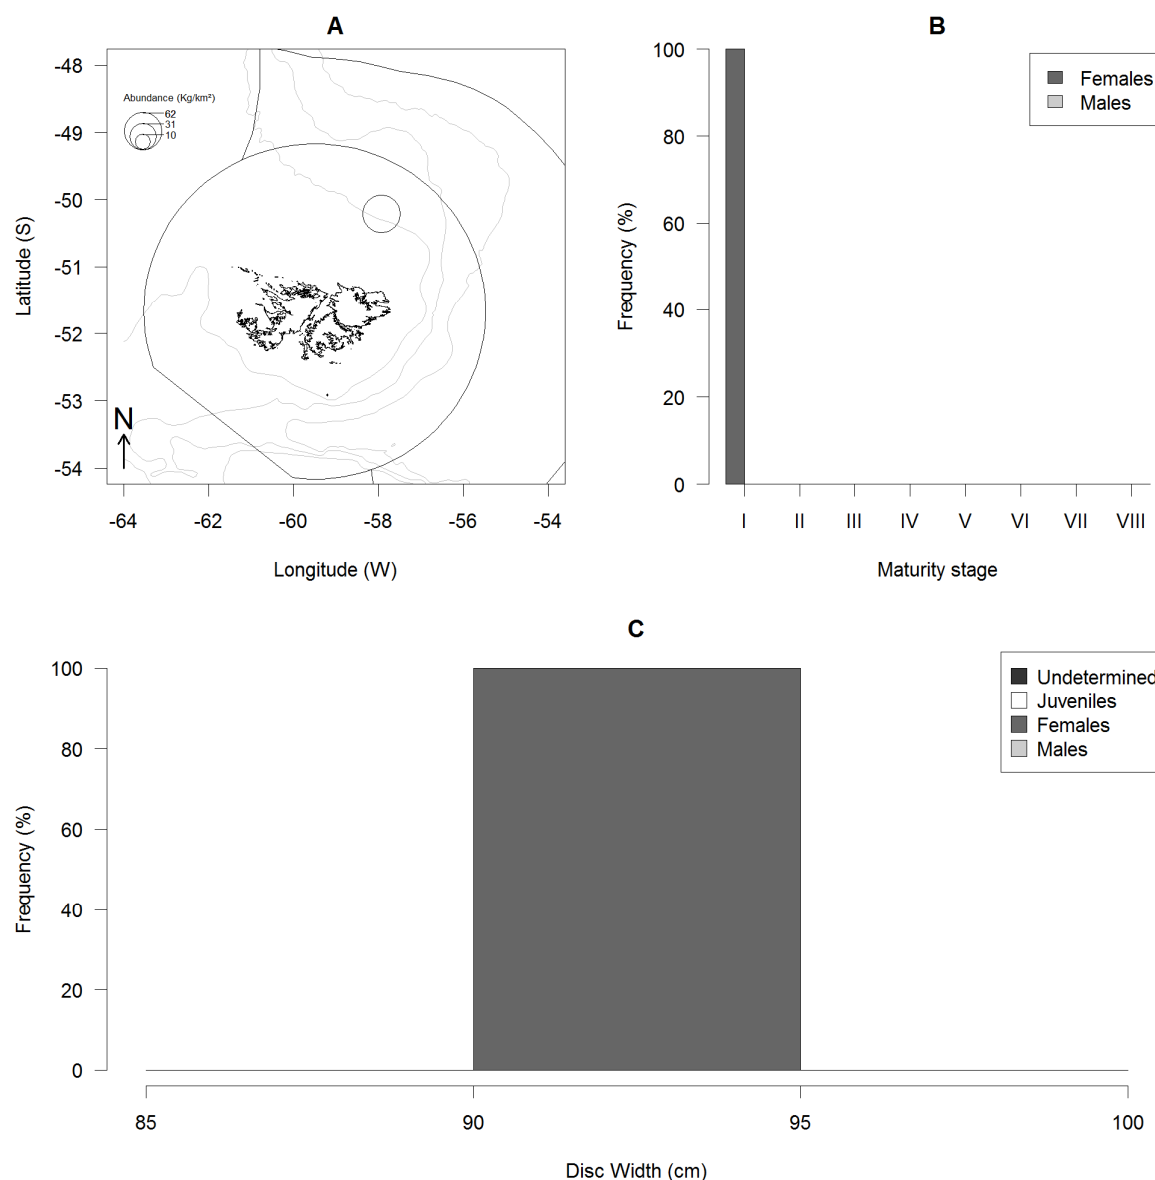 A
Latitude (S)
-48
-49
-50
-51
-52
-53
-54
Abundance (Kg/km²)
62
31
10
N
-64 -62 -60 -58 -56 -54
Longitude (W)
B
Frequency (%)
100
80
60
40
20
0
Females
Males
I II III IV V VI VII VIII
Maturity stage
C
Frequency (%)
100
80
60
40
20
0
Undetermined
Juveniles
Females
Males
85 90 95 100
Disc Width (cm)